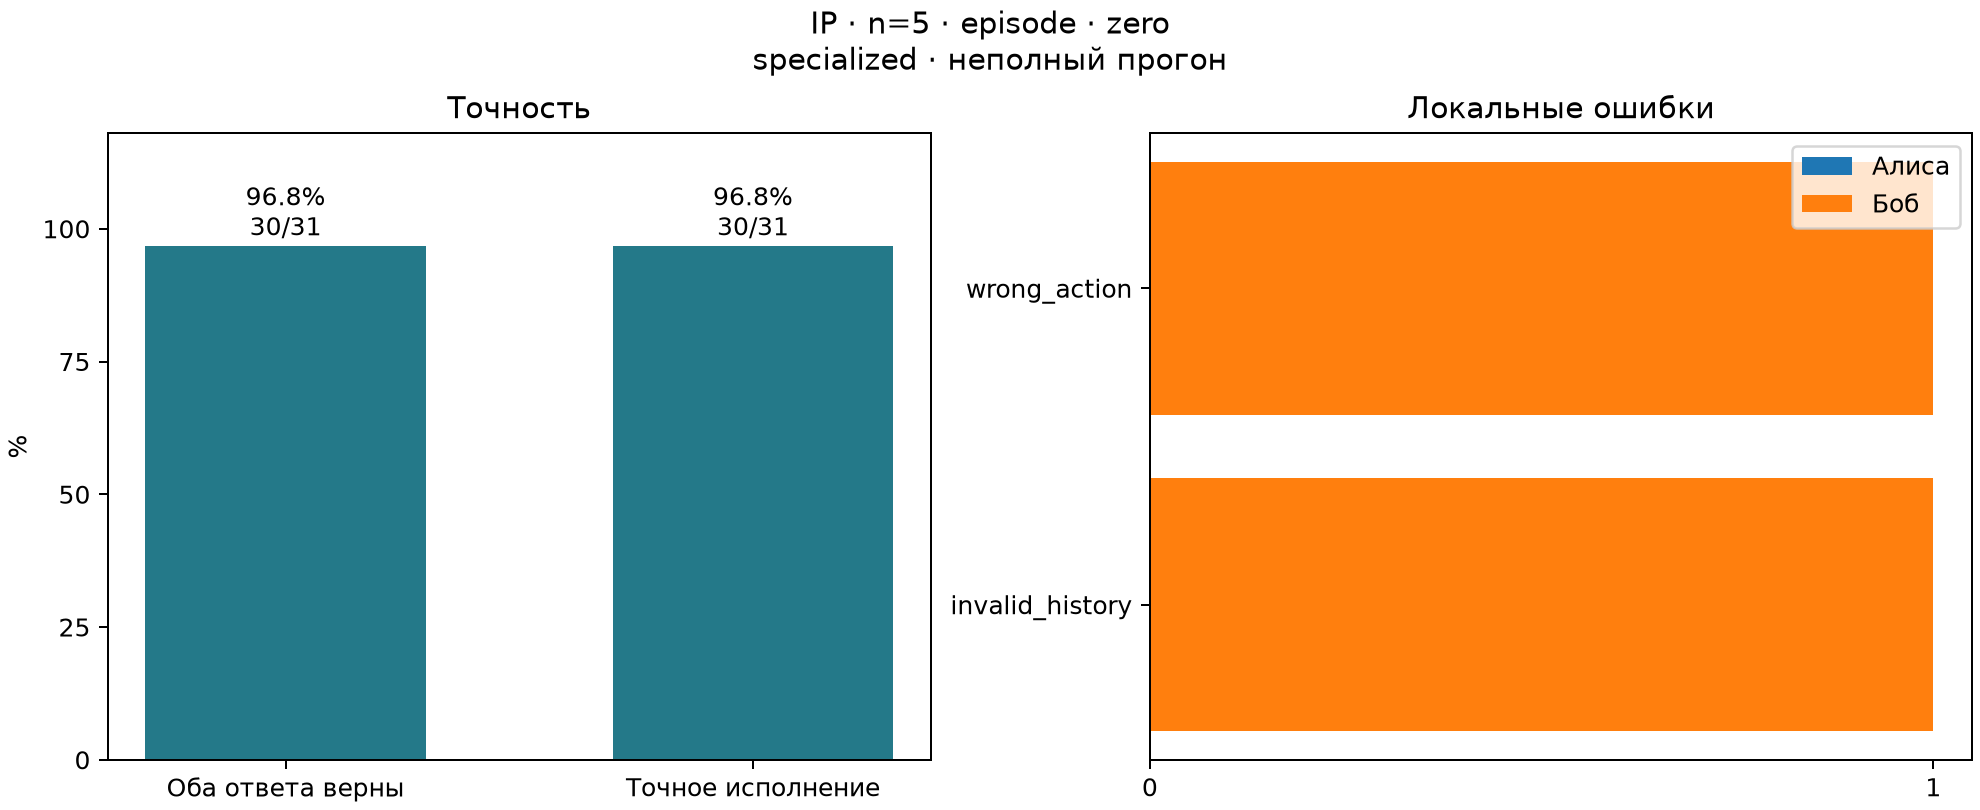 IP · n=5 · episode · zero
specialized · неполный прогон
Точность
96.8%
30/31
96.8%
30/31
100
75
50
25
0
%
Оба ответа верны
Точное исполнение
Локальные ошибки
Алиса
Боб
wrong_action
invalid_history
0
1